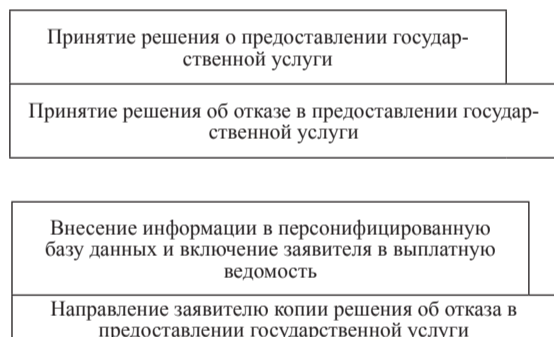 Принятие решения о предоставлении государ-
ственной услуги
Принятие решения об отказе в предоставлении государ-
ственной услуги
Внесение информации в персонифицированную
базу данных и включение заявителя в выплатную
ведомость
Направление заявителю копии решения об отказа в
предоставлении государственной услуги